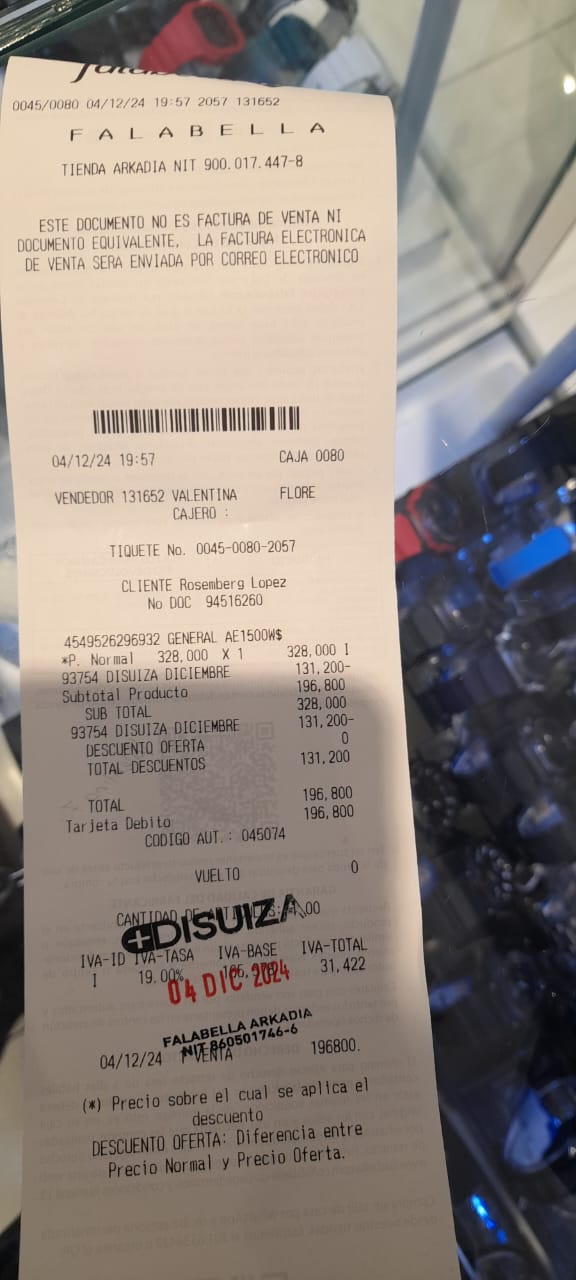 0045/0080 04/12/24 19:57 2057 131652
FALABELLA
TIENDA ARKADIA NIT 900.017.447-8
ESTE DOCUMENTO NO ES FACTURA DE VENTA NI
DOCUMENTO EQUIVALENTE, LA FACTURA ELECTRONICA
DE VENTA SERA ENVIADA POR CORREO ELECTRONICO
04/12/24 19:57 CAJA 0080
VENDEDOR 131652 VALENTINA FLORE
CAJERO :
TIQUETE No. 0045-0080-2057
CLIENTE Rosemberg Lopez
No DOC 94516260
4549526296932 GENERAL AE1500W$
*P. Normal 328,000 X 1 328,000 I
93754 DISUIZA DICIEMBRE 131,200-
Subtotal Producto 196,800
SUB TOTAL 328,000
93754 DISUIZA DICIEMBRE 131,200-
DESCUENTO OFERTA 0
TOTAL DESCUENTOS 131,200
TOTAL 196,800
Tarjeta Debito 196,800
CODIGO AUT.: 045074
VUELTO 0
CANTIDAD DE
DISUIZA
IVA-ID IVA-TASA IVA-BASE IVA-TOTAL
I 19.00% 31,422
04 DIC 2024
FALABELLA ARKADIA
NIT 860501746-6
04/12/24 1 VENTA 196800.
(*) Precio sobre el cual se aplica el
descuento
DESCUENTO OFERTA: Diferencia entre
Precio Normal y Precio Oferta.